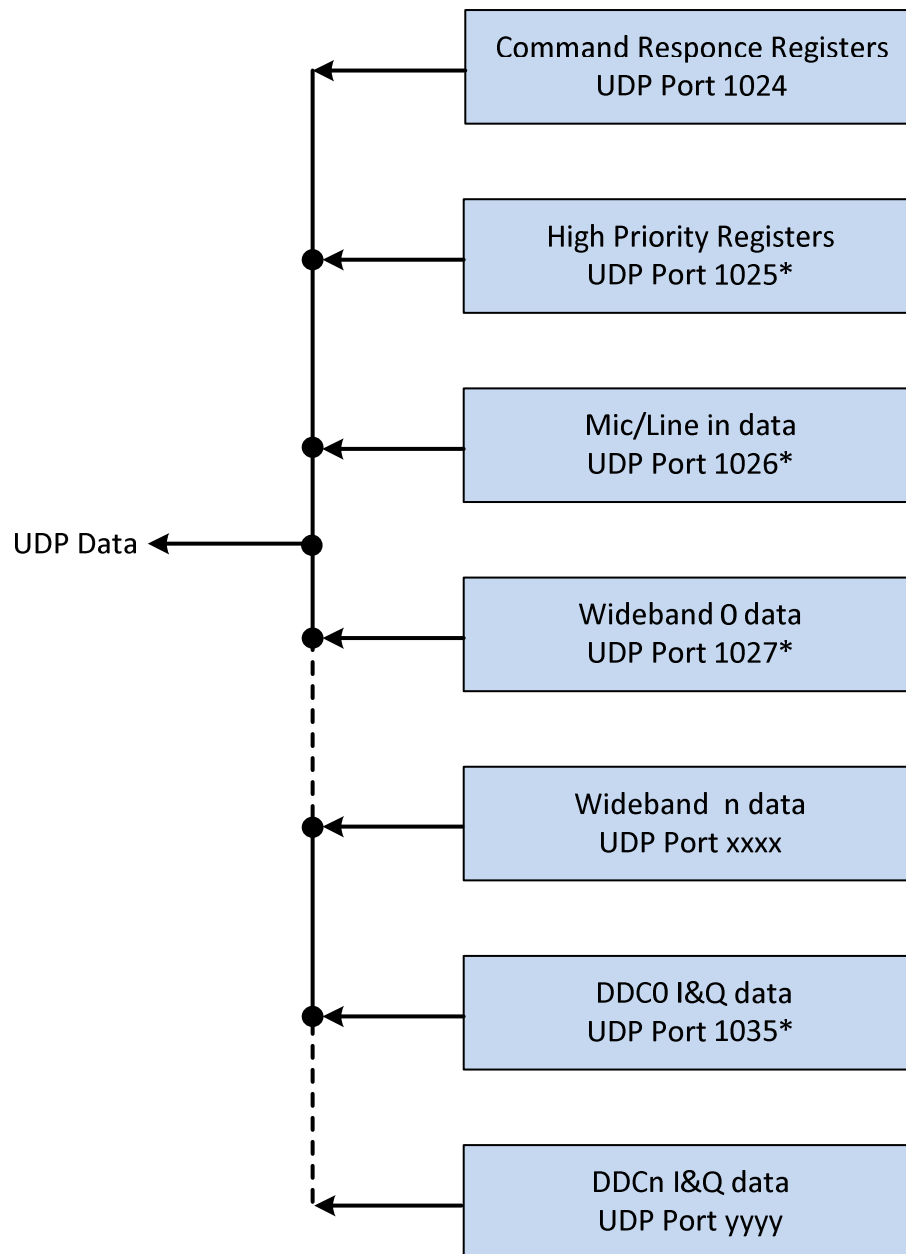 Command Responce Registers
UDP Port 1024
High Priority Registers
UDP Port 1025*
Mic/Line in data
UDP Port 1026*
UDP Data
Wideband 0 data
UDP Port 1027*
Wideband  n data
UDP Port xxxx
DDC0 I&Q data
UDP Port 1035*
DDCn I&Q data
UDP Port yyyy